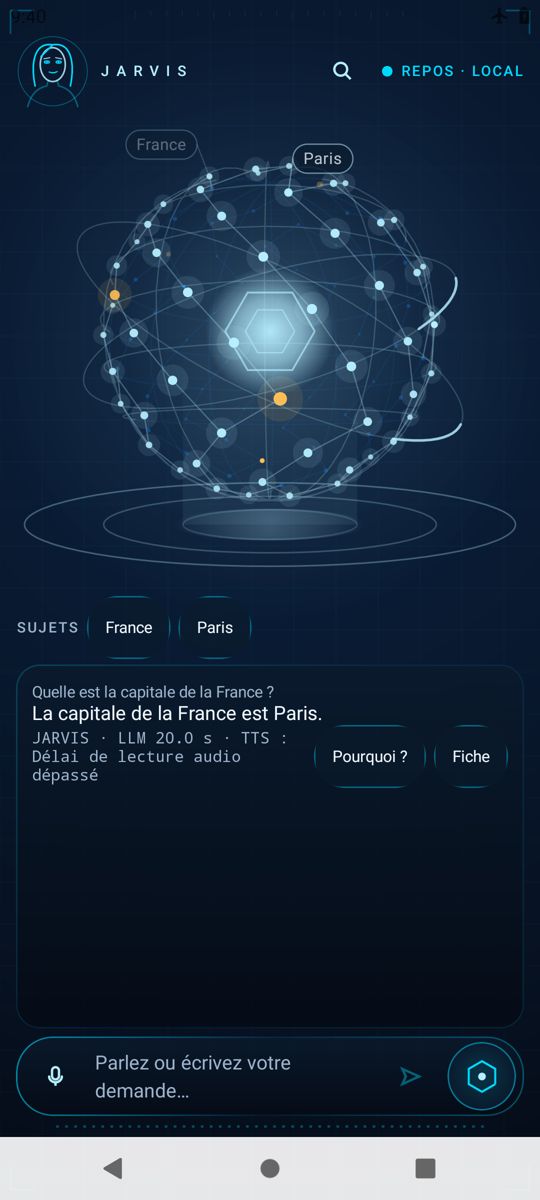 9:40
JARVIS
REPOS · LOCAL
France
Paris
SUJETS
France
Paris
Quelle est la capitale de la France ?
La capitale de la France est Paris.
JARVIS · LLM 20.0 s · TTS :
Délai de lecture audio
dépassé
Pourquoi ?
Fiche
Parlez ou écrivez votre
demande…